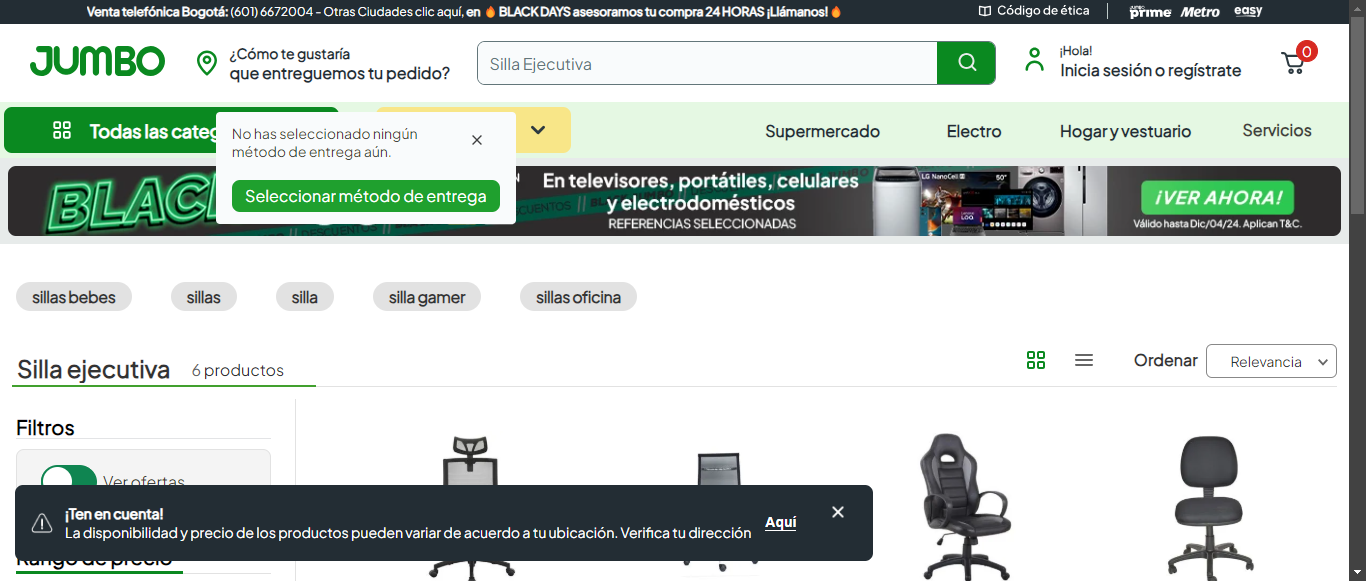 Venta telefónica Bogotá: (601) 6672004 - Otras Ciudades clic aquí, en 🔥 BLACK DAYS asesoramos tu compra 24 HORAS ¡Llámanos!🔥
Código de ética
JUMBO prime Metro easy
JUMBO
¿Cómo te gustaría
que entreguemos tu pedido?
Silla Ejecutiva
¡Hola!
Inicia sesión o regístrate
0
Todas las categ
Supermercado
Electro
Hogar y vestuario
Servicios
No has seleccionado ningún
método de entrega aún.
Seleccionar método de entrega
BLAC
En televisores, portátiles, celulares
y electrodomésticos
REFERENCIAS SELECCIONADAS
LG NanoCell
50"
¡VER AHORA!
Válido hasta Dic/04/24. Aplican T&C.
sillas bebes
sillas
silla
silla gamer
sillas oficina
Silla ejecutiva
6 productos
Ordenar
Relevancia
Filtros
Ver ofertas
¡Ten en cuenta!
La disponibilidad y precio de los productos pueden variar de acuerdo a tu ubicación. Verifica tu dirección
Aquí
Rango de precio